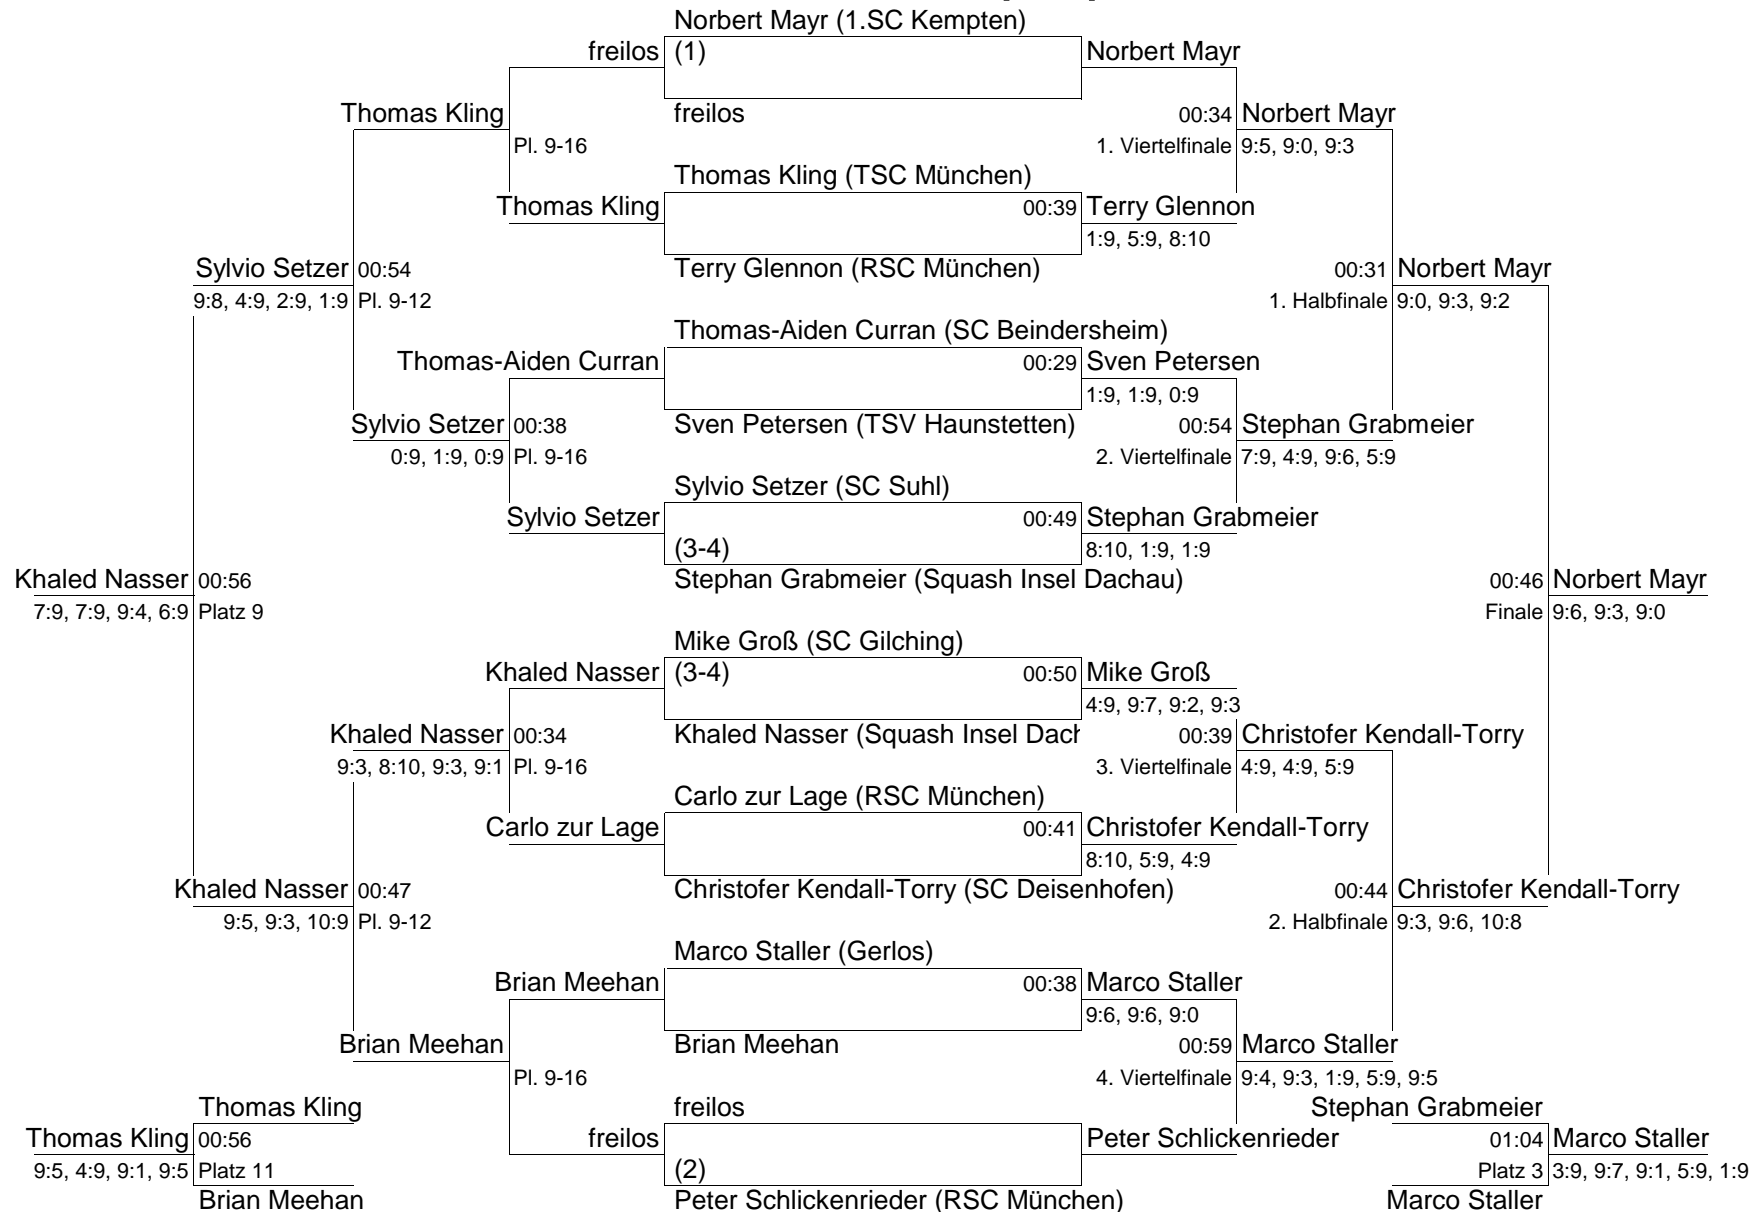 Norbert Mayr (1.SC Kempten)
freilos (1) Norbert Mayr
Thomas Kling freilos 00:34 Norbert Mayr
Pl. 9-16 1. Viertelfinale 9:5, 9:0, 9:3
Thomas Kling (TSC München)
Thomas Kling 00:39 Terry Glennon
1:9, 5:9, 8:10
Sylvio Setzer 00:54 Terry Glennon (RSC München) 00:31 Norbert Mayr
9:8, 4:9, 2:9, 1:9 Pl. 9-12 1. Halbfinale 9:0, 9:3, 9:2
Thomas-Aiden Curran (SC Beindersheim)
Thomas-Aiden Curran 00:29 Sven Petersen
1:9, 1:9, 0:9
Sylvio Setzer 00:38 Sven Petersen (TSV Haunstetten) 00:54 Stephan Grabmeier
0:9, 1:9, 0:9 Pl. 9-16 2. Viertelfinale 7:9, 4:9, 9:6, 5:9
Sylvio Setzer (SC Suhl)
Sylvio Setzer 00:49 Stephan Grabmeier
(3-4) 8:10, 1:9, 1:9
Khaled Nasser 00:56 Stephan Grabmeier (Squash Insel Dachau) 00:46 Norbert Mayr
7:9, 7:9, 9:4, 6:9 Platz 9 Finale 9:6, 9:3, 9:0
Mike Groß (SC Gilching)
Khaled Nasser (3-4) 00:50 Mike Groß
4:9, 9:7, 9:2, 9:3
Khaled Nasser 00:34 Khaled Nasser (Squash Insel Dach 00:39 Christofer Kendall-Torry
9:3, 8:10, 9:3, 9:1 Pl. 9-16 3. Viertelfinale 4:9, 4:9, 5:9
Carlo zur Lage (RSC München)
Carlo zur Lage 00:41 Christofer Kendall-Torry
8:10, 5:9, 4:9
Khaled Nasser 00:47 Christofer Kendall-Torry (SC Deisenhofen) 00:44 Christofer Kendall-Torry
9:5, 9:3, 10:9 Pl. 9-12 2. Halbfinale 9:3, 9:6, 10:8
Marco Staller (Gerlos)
Brian Meehan 00:38 Marco Staller
9:6, 9:6, 9:0
Brian Meehan Brian Meehan 00:59 Marco Staller
Pl. 9-16 4. Viertelfinale 9:4, 9:3, 1:9, 5:9, 9:5
Thomas Kling freilos Stephan Grabmeier
Thomas Kling 00:56 freilos Peter Schlickenrieder 01:04 Marco Staller
9:5, 4:9, 9:1, 9:5 Platz 11 (2) Platz 3 3:9, 9:7, 9:1, 5:9, 1:9
Brian Meehan Peter Schlickenrieder (RSC München) Marco Staller